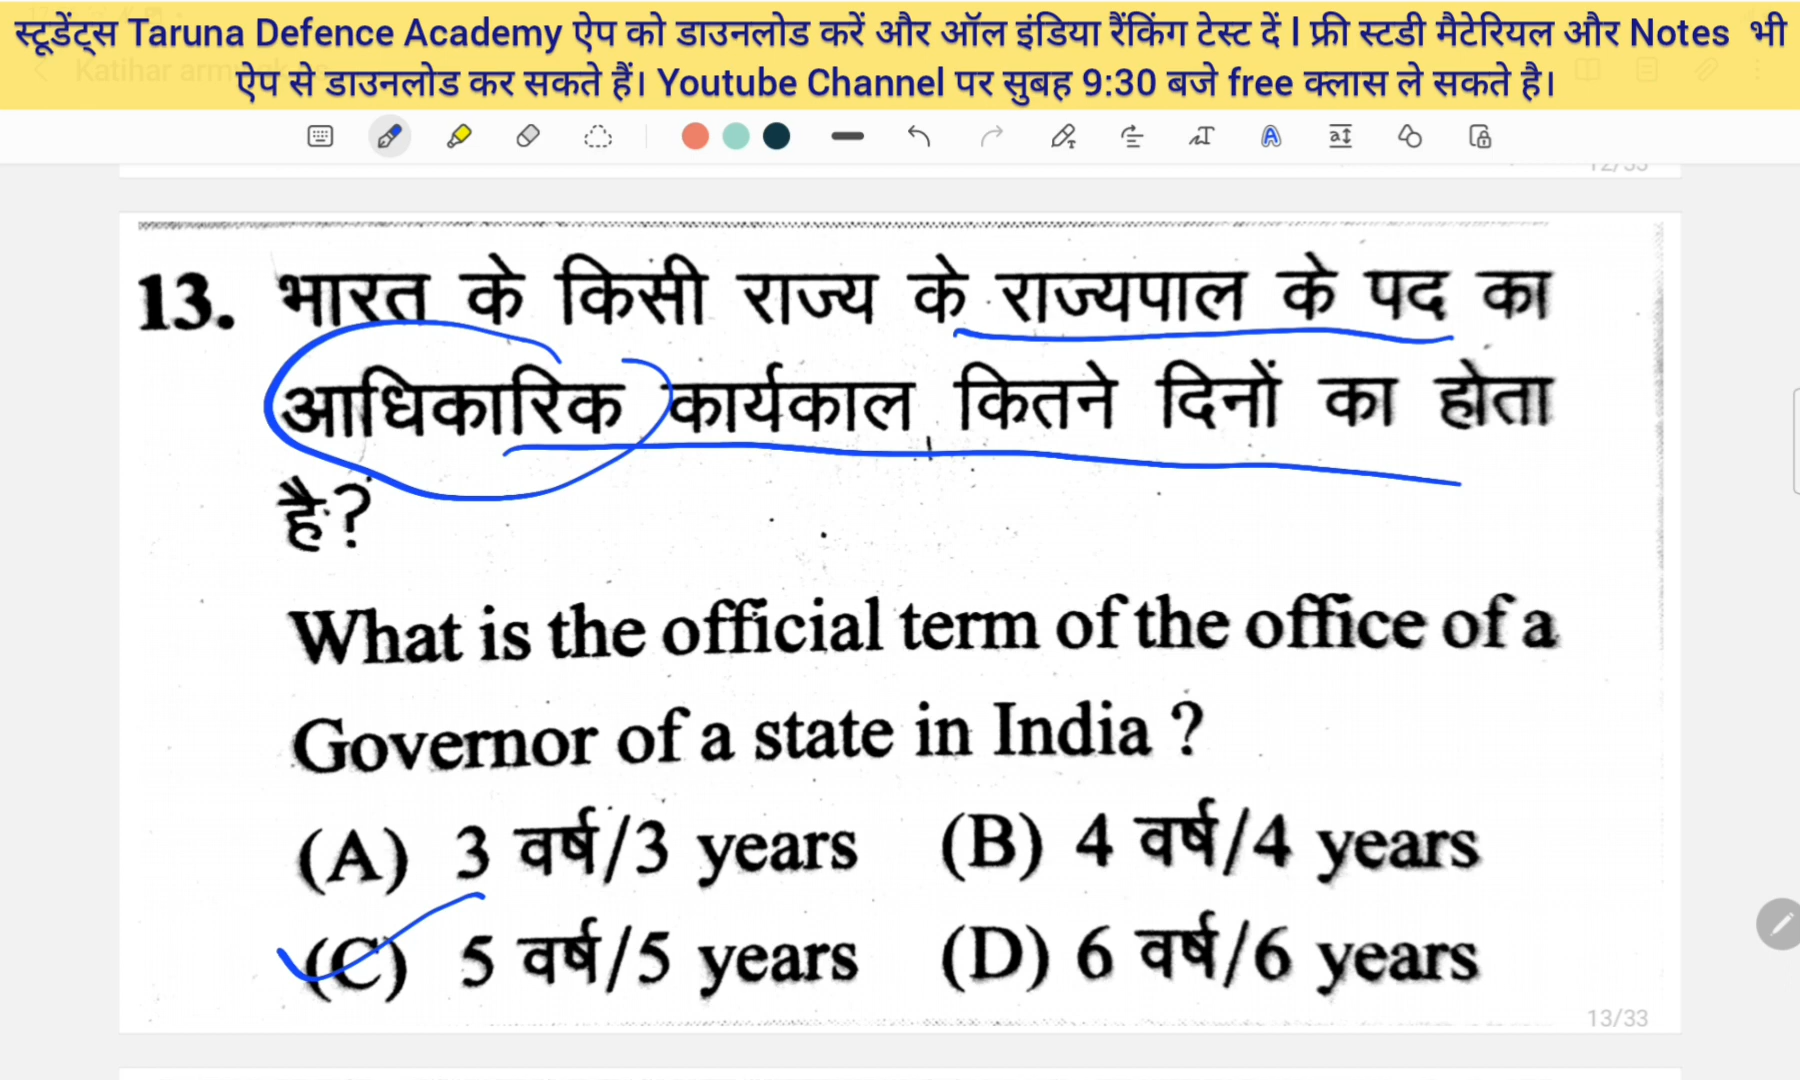 स्टूडेंट्स Taruna Defence Academy ऐप को डाउनलोड करें और ऑल इंडिया रैंकिंग टेस्ट दें l फ्री स्टडी मैटेरियल और Notes भी
ऐप से डाउनलोड कर सकते हैं। Youtube Channel पर सुबह 9:30 बजे free क्लास ले सकते है।
12/33
13. भारत के किसी राज्य के राज्यपाल के पद का
आधिकारिक कार्यकाल कितने दिनों का होता
है?
What is the official term of the office of a
Governor of a state in India ?
(A) 3 वर्ष/3 years (B) 4 वर्ष/4 years
(C) 5 वर्ष/5 years (D) 6 वर्ष/6 years
13/33